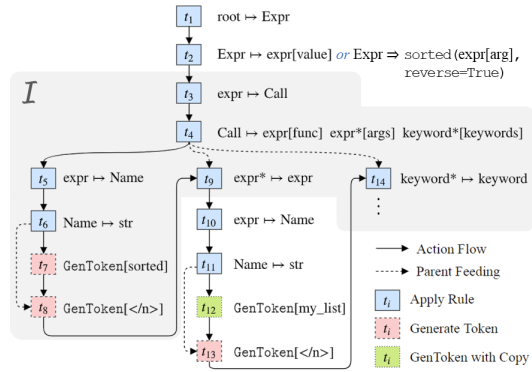 t1 root ↦ Expr
t2 Expr ↦ expr[value] or Expr ⇒ sorted(expr[arg],
reverse=True)
I
t3 expr ↦ Call
t4 Call ↦ expr[func] expr*[args] keyword*[keywords]
t5 expr ↦ Name
t9 expr* ↦ expr
t14 keyword* ↦ keyword
t6 Name ↦ str
t10 expr ↦ Name
⋮
t7 GenToken[sorted]
t11 Name ↦ str
Action Flow
Parent Feeding
t8 GenToken[</n>]
t12 GenToken[my_list]
ti Apply Rule
t13 GenToken[</n>]
ti Generate Token
ti GenToken with Copy